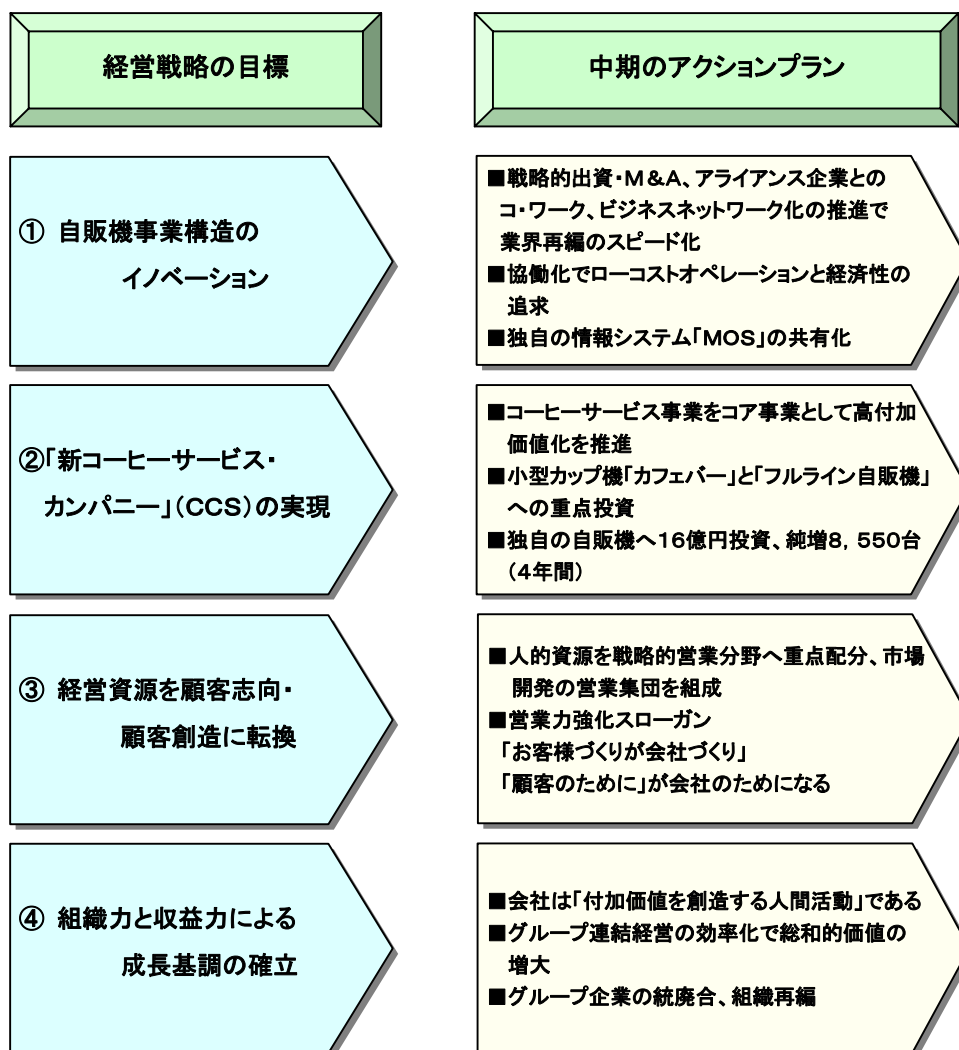 経営戦略の目標
中期のアクションプラン
① 自販機事業構造の
イノベーション
■戦略的出資・M&A、アライアンス企業との
コ・ワーク、ビジネスネットワーク化の推進で
業界再編のスピード化
■協働化でローコストオペレーションと経済性の
追求
■独自の情報システム「MOS」の共有化
②「新コーヒーサービス・
カンパニー」(CCS)の実現
■コーヒーサービス事業をコア事業として高付加
価値化を推進
■小型カップ機「カフェバー」と「フルライン自販機」
への重点投資
■独自の自販機へ16億円投資、純増8,550台
(4年間)
③ 経営資源を顧客志向・
顧客創造に転換
■人的資源を戦略的営業分野へ重点配分、市場
開発の営業集団を組成
■営業力強化スローガン
「お客様づくりが会社づくり」
「顧客のために」が会社のためになる
④ 組織力と収益力による
成長基調の確立
■会社は「付加価値を創造する人間活動」である
■グループ連結経営の効率化で総和的価値の
増大
■グループ企業の統廃合、組織再編